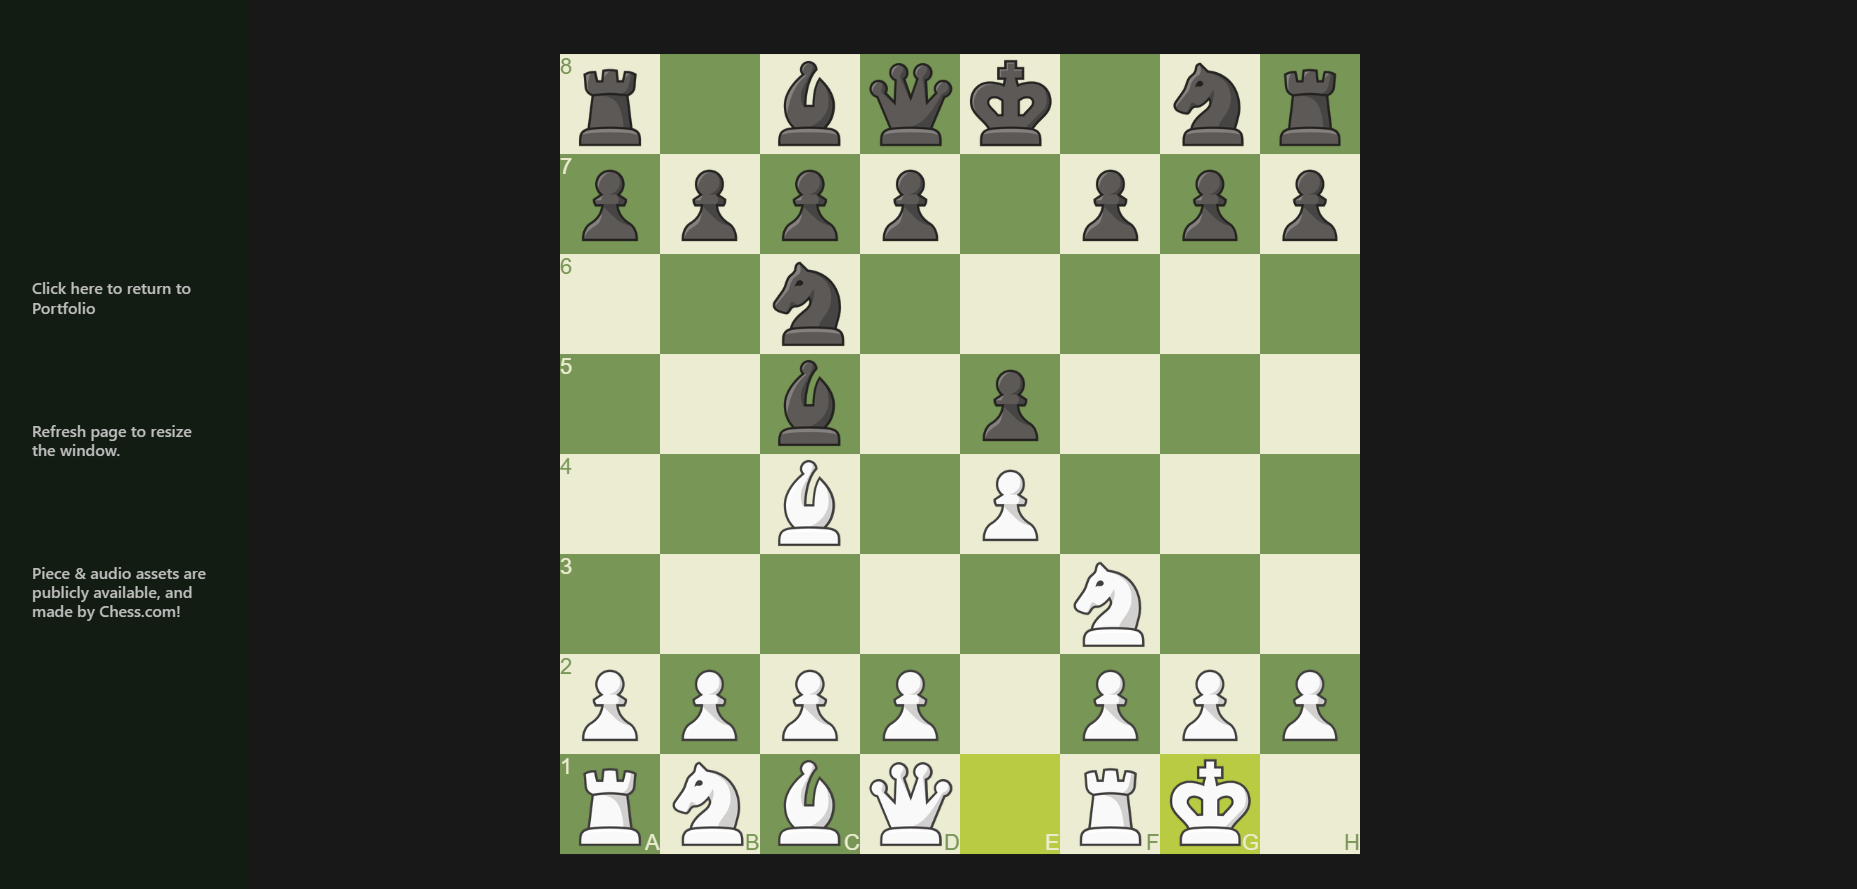 Click here to return to
Portfolio
Refresh page to resize
the window.
Piece & audio assets are
publicly available, and
made by Chess.com!
8
7
6
5
4
3
2
1
A
B
C
D
E
F
G
H